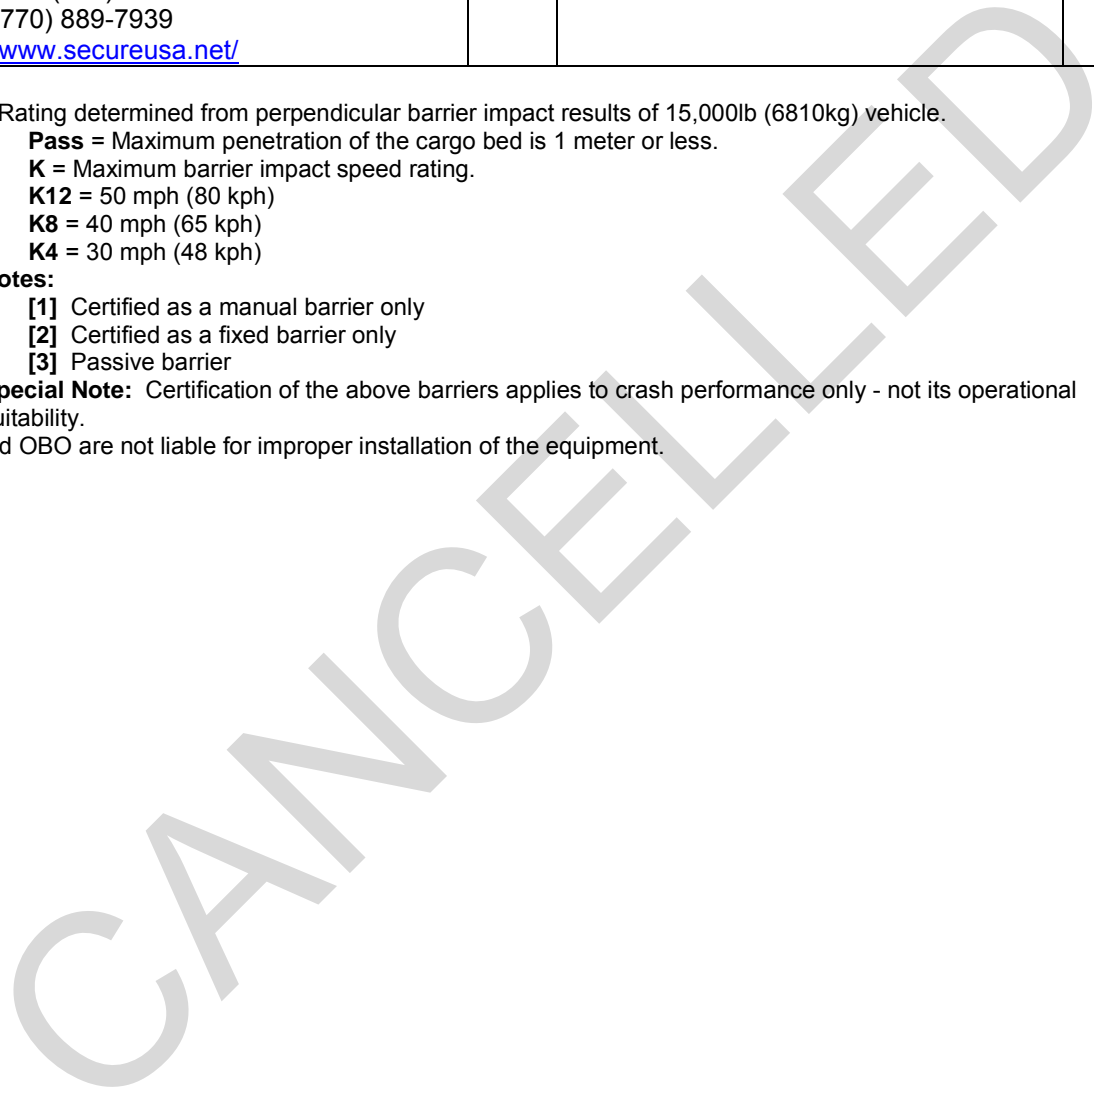 770) 889-7939
www.secureusa.net/
Rating determined from perpendicular barrier impact results of 15,000lb (6810kg) vehicle.
Pass = Maximum penetration of the cargo bed is 1 meter or less.
K = Maximum barrier impact speed rating.
K12 = 50 mph (80 kph)
K8 = 40 mph (65 kph)
K4 = 30 mph (48 kph)
otes:
[1] Certified as a manual barrier only
[2] Certified as a fixed barrier only
[3] Passive barrier
pecial Note: Certification of the above barriers applies to crash performance only - not its operational
uitability.
d OBO are not liable for improper installation of the equipment.
CANCELLED